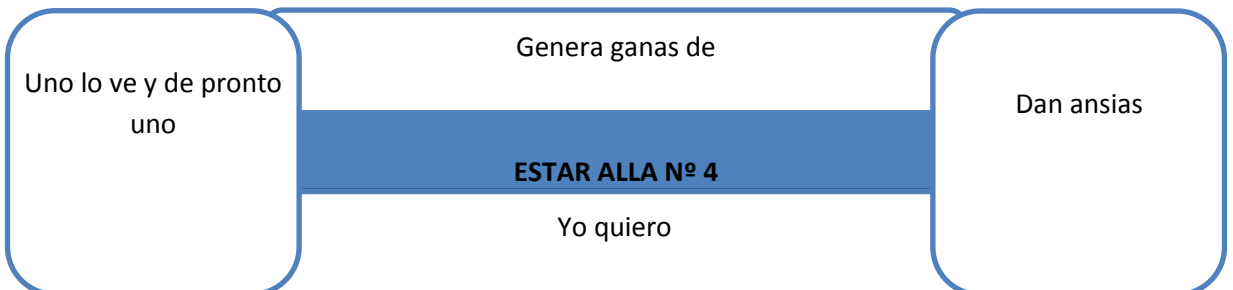 Uno lo ve y de pronto
uno
Genera ganas de
ESTAR ALLA Nº 4
Yo quiero
Dan ansias